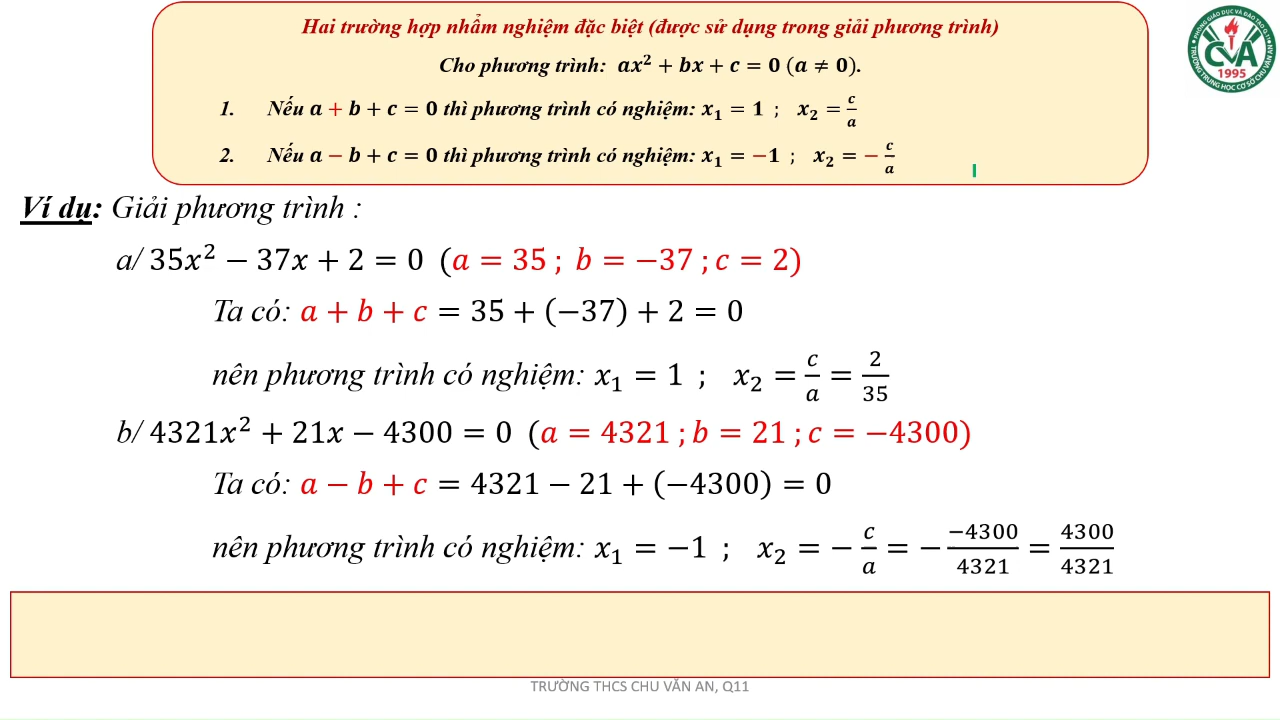 Hai trường hợp nhẩm nghiệm đặc biệt (được sử dụng trong giải phương trình)
Cho phương trình: ax² + bx + c = 0 (a ≠ 0).
1. Nếu a + b + c = 0 thì phương trình có nghiệm: x₁ = 1 ; x₂ = c/a
2. Nếu a − b + c = 0 thì phương trình có nghiệm: x₁ = −1 ; x₂ = − c/a
Ví dụ: Giải phương trình :
a/ 35x² − 37x + 2 = 0 (a = 35 ; b = −37 ; c = 2)
Ta có: a + b + c = 35 + (−37) + 2 = 0
nên phương trình có nghiệm: x₁ = 1 ; x₂ = c/a = 2/35
b/ 4321x² + 21x − 4300 = 0 (a = 4321 ; b = 21 ; c = −4300)
Ta có: a − b + c = 4321 − 21 + (−4300) = 0
nên phương trình có nghiệm: x₁ = −1 ; x₂ = − c/a = − −4300/4321 = 4300/4321
TRƯỜNG THCS CHU VĂN AN, Q11
CVA
1995